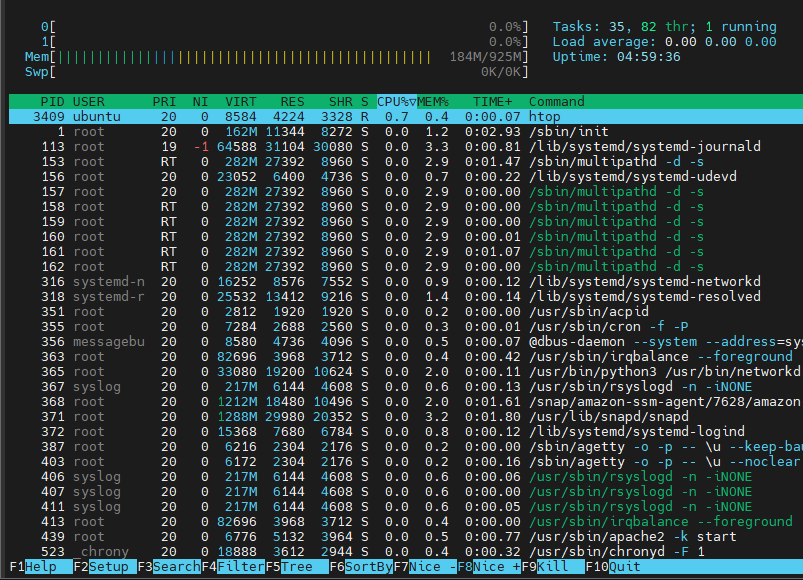 0[ 0.0%] Tasks: 35, 82 thr; 1 running
1[ 0.0%] Load average: 0.00 0.00 0.00
Mem[||||||||||||||||||||||||||||||||||||||||||||||| 184M/925M] Uptime: 04:59:36
Swp[ 0K/0K]
PID USER PRI NI VIRT RES SHR S CPU%▽MEM% TIME+ Command
3409 ubuntu 20 0 8584 4224 3328 R 0.7 0.4 0:00.07 htop
1 root 20 0 162M 11344 8272 S 0.0 1.2 0:02.93 /sbin/init
113 root 19 -1 64588 31104 30080 S 0.0 3.3 0:00.81 /lib/systemd/systemd-journald
153 root RT 0 282M 27392 8960 S 0.0 2.9 0:01.47 /sbin/multipathd -d -s
156 root 20 0 23052 6400 4736 S 0.0 0.7 0:00.22 /lib/systemd/systemd-udevd
157 root 20 0 282M 27392 8960 S 0.0 2.9 0:00.00 /sbin/multipathd -d -s
158 root RT 0 282M 27392 8960 S 0.0 2.9 0:00.00 /sbin/multipathd -d -s
159 root RT 0 282M 27392 8960 S 0.0 2.9 0:00.00 /sbin/multipathd -d -s
160 root RT 0 282M 27392 8960 S 0.0 2.9 0:00.01 /sbin/multipathd -d -s
161 root RT 0 282M 27392 8960 S 0.0 2.9 0:01.07 /sbin/multipathd -d -s
162 root RT 0 282M 27392 8960 S 0.0 2.9 0:00.00 /sbin/multipathd -d -s
316 systemd-n 20 0 16252 8576 7552 S 0.0 0.9 0:00.12 /lib/systemd/systemd-networkd
318 systemd-r 20 0 25532 13412 9216 S 0.0 1.4 0:00.14 /lib/systemd/systemd-resolved
351 root 20 0 2812 1920 1920 S 0.0 0.2 0:00.00 /usr/sbin/acpid
355 root 20 0 7284 2688 2560 S 0.0 0.3 0:00.01 /usr/sbin/cron -f -P
356 messagebu 20 0 8580 4736 4096 S 0.0 0.5 0:00.07 @dbus-daemon --system --address=sys
363 root 20 0 82696 3968 3712 S 0.0 0.4 0:00.42 /usr/sbin/irqbalance --foreground
365 root 20 0 33080 19200 10624 S 0.0 2.0 0:00.11 /usr/bin/python3 /usr/bin/networkd
367 syslog 20 0 217M 6144 4608 S 0.0 0.6 0:00.13 /usr/sbin/rsyslogd -n -iNONE
368 root 20 0 1212M 18480 10496 S 0.0 2.0 0:01.61 /snap/amazon-ssm-agent/7628/amazon
371 root 20 0 1288M 29980 20352 S 0.0 3.2 0:01.80 /usr/lib/snapd/snapd
372 root 20 0 15368 7680 6784 S 0.0 0.8 0:00.12 /lib/systemd/systemd-logind
387 root 20 0 6216 2304 2176 S 0.0 0.2 0:00.00 /sbin/agetty -o -p -- \u --keep-bau
403 root 20 0 6172 2304 2176 S 0.0 0.2 0:00.16 /sbin/agetty -o -p -- \u --noclear
406 syslog 20 0 217M 6144 4608 S 0.0 0.6 0:00.06 /usr/sbin/rsyslogd -n -iNONE
407 syslog 20 0 217M 6144 4608 S 0.0 0.6 0:00.00 /usr/sbin/rsyslogd -n -iNONE
411 syslog 20 0 217M 6144 4608 S 0.0 0.6 0:00.05 /usr/sbin/rsyslogd -n -iNONE
413 root 20 0 82696 3968 3712 S 0.0 0.4 0:00.00 /usr/sbin/irqbalance --foreground
439 root 20 0 6776 5132 3964 S 0.0 0.5 0:00.77 /usr/sbin/apache2 -k start
523 _chrony 20 0 18888 3612 2944 S 0.0 0.4 0:00.32 /usr/sbin/chronyd -F 1
F1Help F2Setup F3SearchF4FilterF5Tree F6SortByF7Nice -F8Nice +F9Kill F10Quit